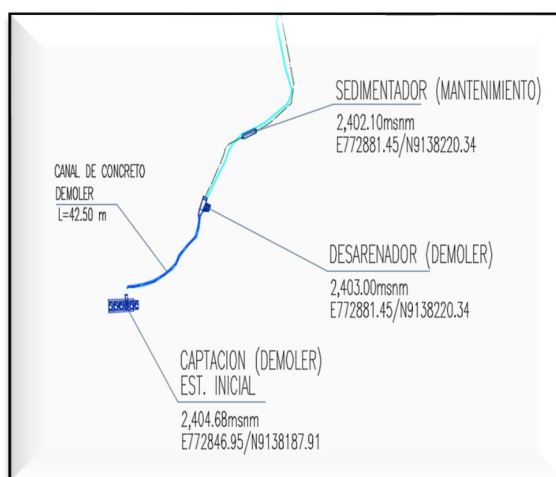 SEDIMENTADOR (MANTENIMIENTO)
2,402.10msnm
E772881.45/N9138220.34
CANAL DE CONCRETO
DEMOLER
L=42.50 m
DESARENADOR (DEMOLER)
2,403.00msnm
E772881.45/N9138220.34
CAPTACION (DEMOLER)
EST. INICIAL
2,404.68msnm
E772846.95/N9138187.91